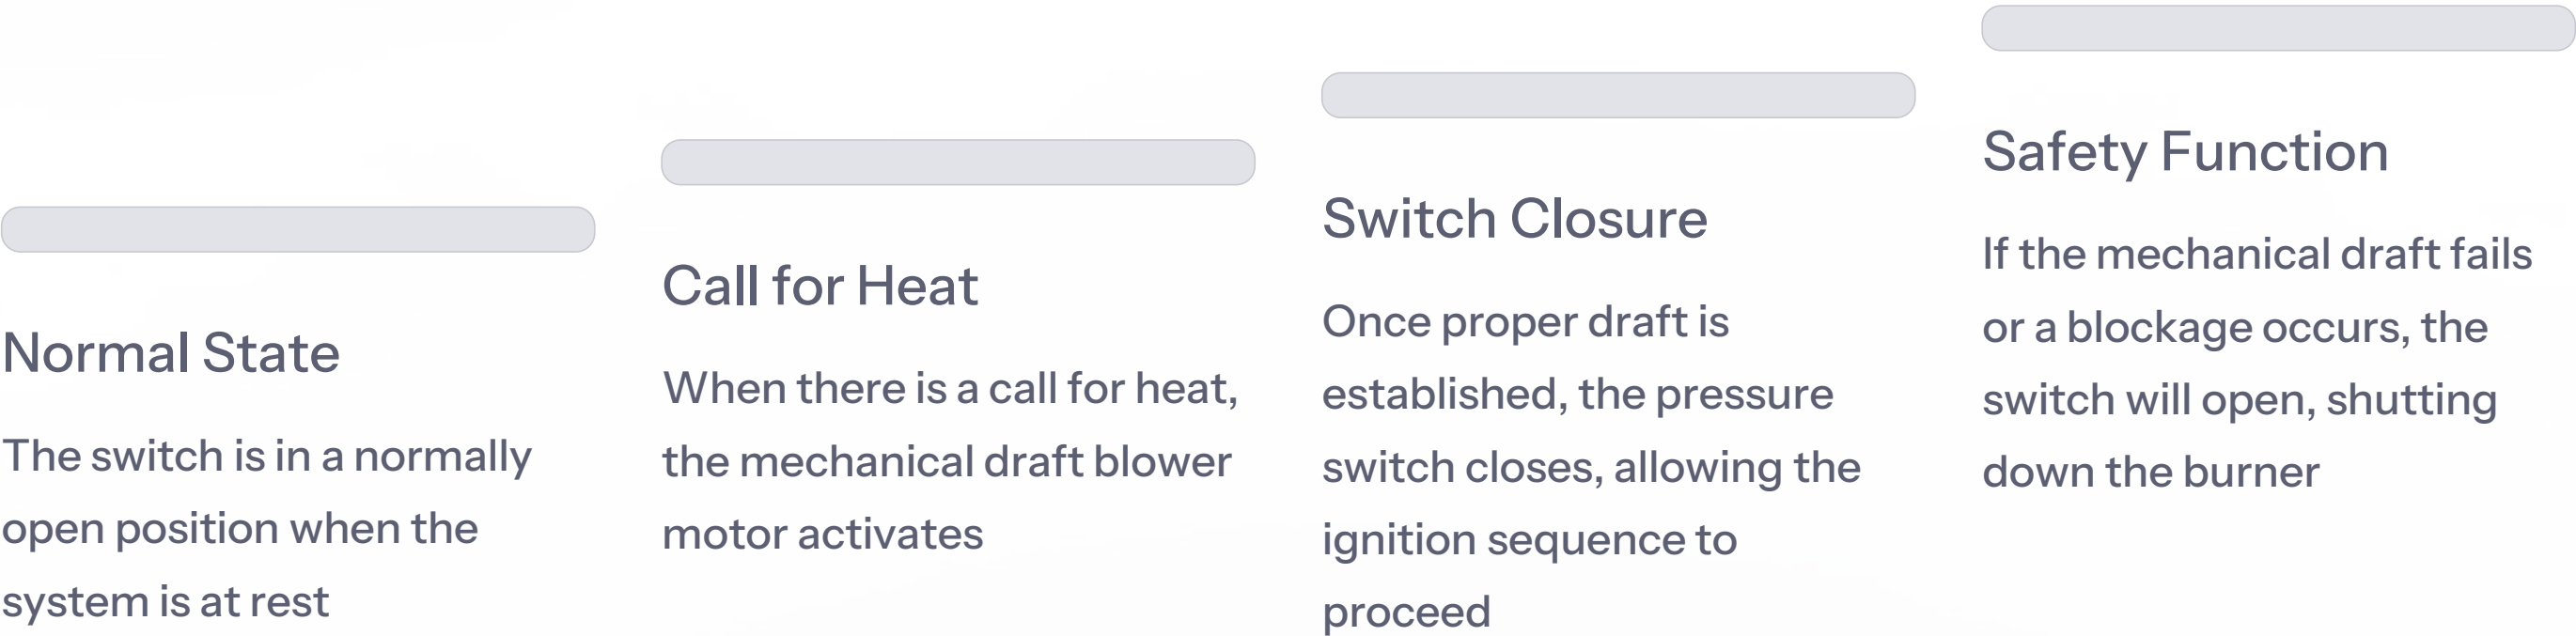 Normal State
The switch is in a normally
open position when the
system is at rest
Call for Heat
When there is a call for heat,
the mechanical draft blower
motor activates
Switch Closure
Once proper draft is
established, the pressure
switch closes, allowing the
ignition sequence to
proceed
Safety Function
If the mechanical draft fails
or a blockage occurs, the
switch will open, shutting
down the burner